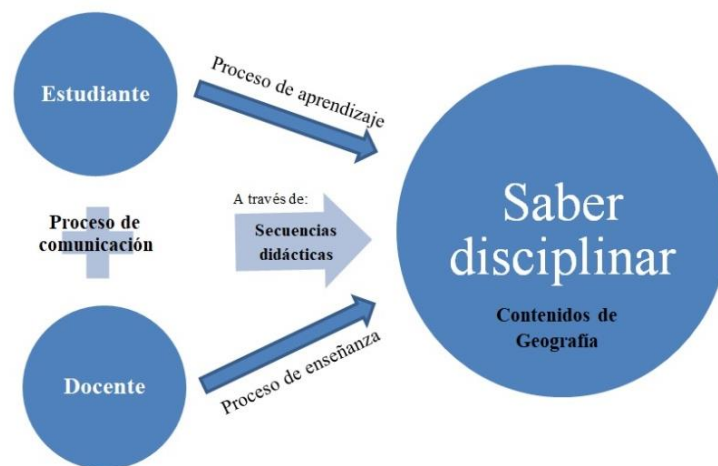 Estudiante
Proceso de aprendizaje
Proceso de
comunicación
A través de:
Secuencias
didácticas
Docente
Proceso de enseñanza
Saber
disciplinar
Contenidos de
Geografía